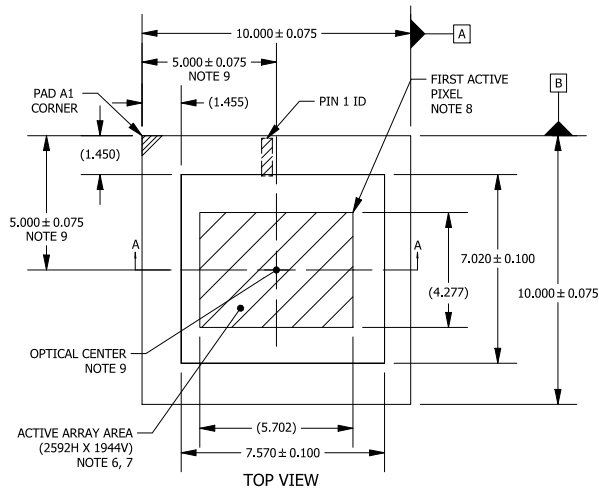 10.000 ± 0.075
A
5.000 ± 0.075
NOTE 9
B
PAD A1
CORNER
(1.455)
PIN 1 ID
FIRST ACTIVE
PIXEL
NOTE 8
(1.450)
5.000 ± 0.075
NOTE 9
A
A
7.020 ± 0.100
(4.277)
10.000 ± 0.075
OPTICAL CENTER
NOTE 9
ACTIVE ARRAY AREA
(2592H X 1944V)
NOTE 6, 7
(5.702)
7.570 ± 0.100
TOP VIEW